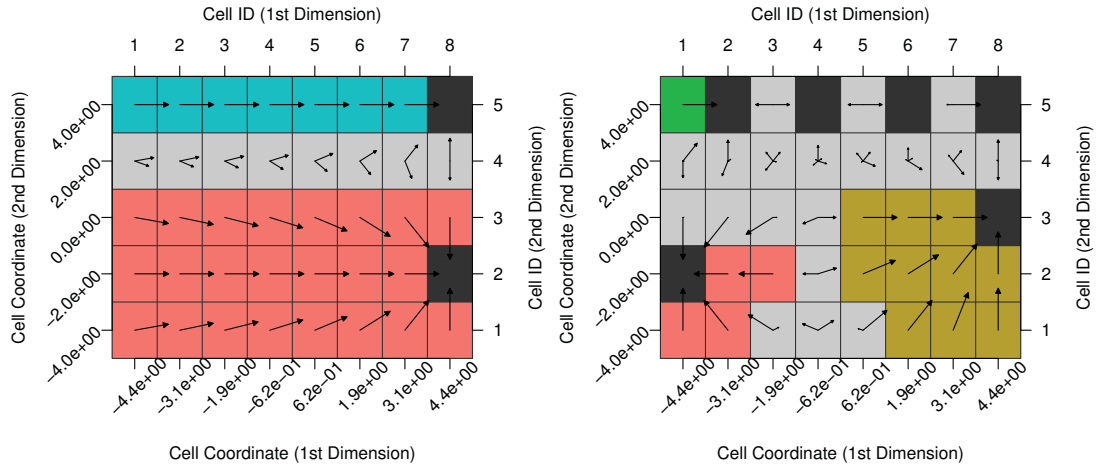 Cell ID (1st Dimension)
1 2 3 4 5 6 7 8
Cell Coordinate (2nd Dimension)
4.0e+00
2.0e+00
0.0e+00
−2.0e+00
−4.0e+00
5
4
3
2
1
Cell ID (2nd Dimension)
−4.4e+00
−3.1e+00
−1.9e+00
−6.2e−01
6.2e−01
1.9e+00
3.1e+00
4.4e+00
Cell Coordinate (1st Dimension)
Cell ID (1st Dimension)
1 2 3 4 5 6 7 8
Cell Coordinate (2nd Dimension)
4.0e+00
2.0e+00
0.0e+00
−2.0e+00
−4.0e+00
5
4
3
2
1
Cell ID (2nd Dimension)
−4.4e+00
−3.1e+00
−1.9e+00
−6.2e−01
6.2e−01
1.9e+00
3.1e+00
4.4e+00
Cell Coordinate (1st Dimension)